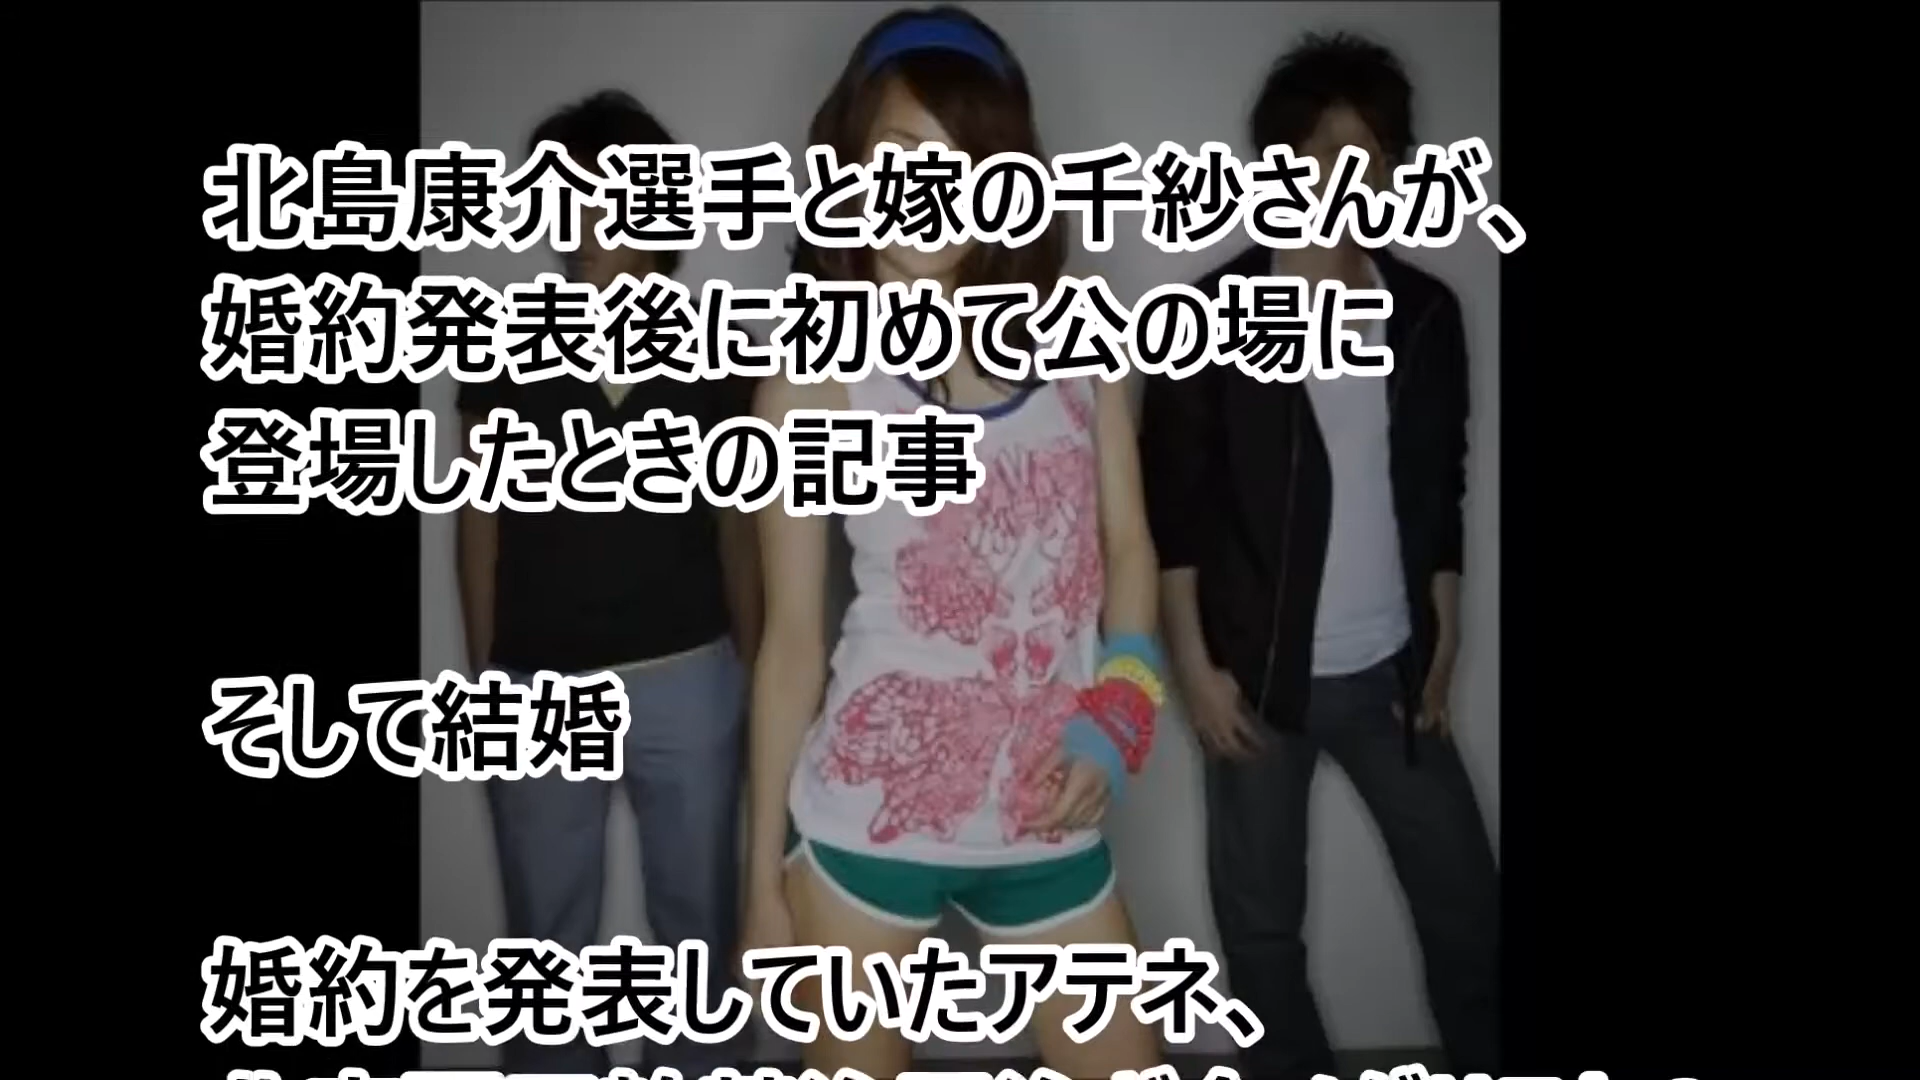 北島康介選手と嫁の千紗さんが、
婚約発表後に初めて公の場に
登場したときの記事
そして結婚
婚約を発表していたアテネ、